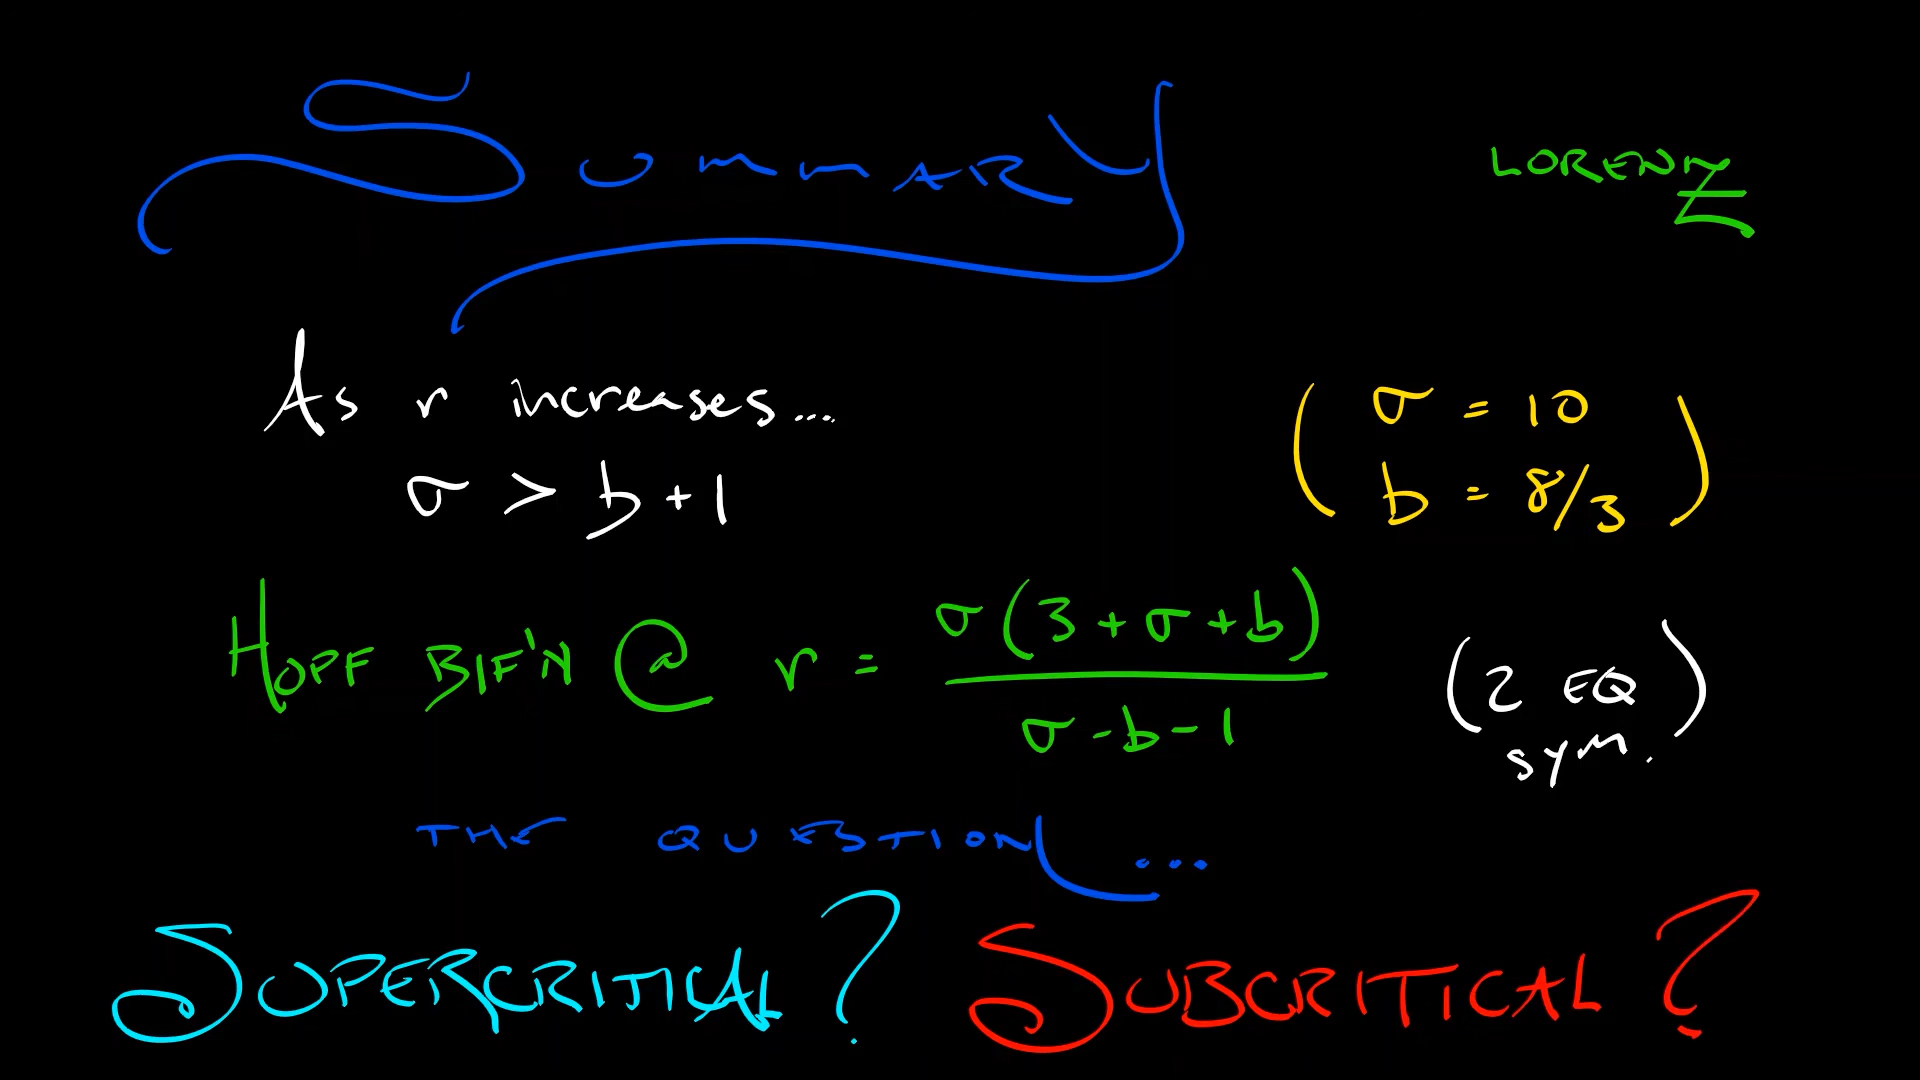 SUMMARY
LORENZ
As r increases...
σ > b + 1
( σ = 10
b = 8/3 )
HOPF BIF'N @ r = σ(3 + σ + b) / σ - b - 1
(2 EQ
SYM.)
THE QUESTION ...
SUPERCRITICAL? SUBCRITICAL?